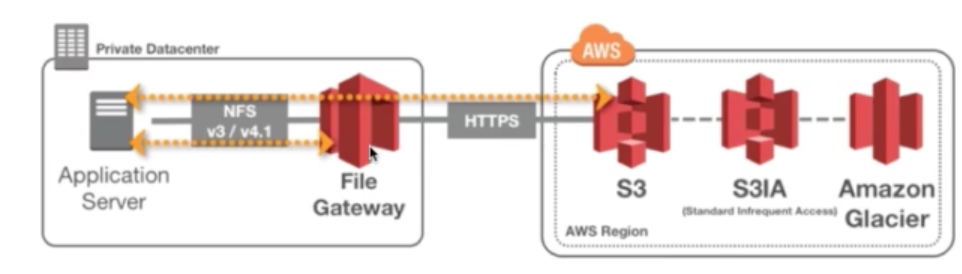 Private Datacenter
AWS
NFS
v3 / v4.1
HTTPS
Application
Server
File
Gateway
S3
S3IA
(Standard Infrequent Access)
Amazon
Glacier
AWS Region